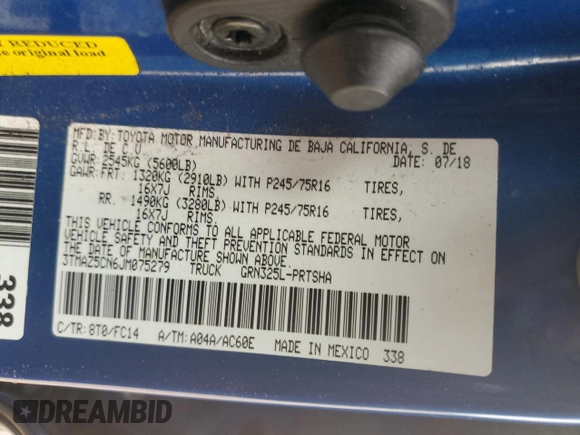 REDUCED
original load
MFD.BY: TOYOTA MOTOR MANUFACTURING DE BAJA CALIFORNIA, S. DE
R.L. DE C.V. DATE: 07/18
GVWR: 2545KG (5600LB)
GAWR: FRT. 1320KG (2910LB) WITH P245/75R16 TIRES,
16X7J RIMS
RR. 1490KG (3280LB) WITH P245/75R16 TIRES,
16X7J RIMS
THIS VEHICLE CONFORMS TO ALL APPLICABLE FEDERAL MOTOR
VEHICLE SAFETY AND THEFT PREVENTION STANDARDS IN EFFECT ON
THE DATE OF MANUFACTURE SHOWN ABOVE.
3TMAZ5CN6JM075279 TRUCK GRN325L-PRTSHA
C/TR: 8T0/FC14 A/TM: A04A/AC60E MADE IN MEXICO 338
338
DREAMBID